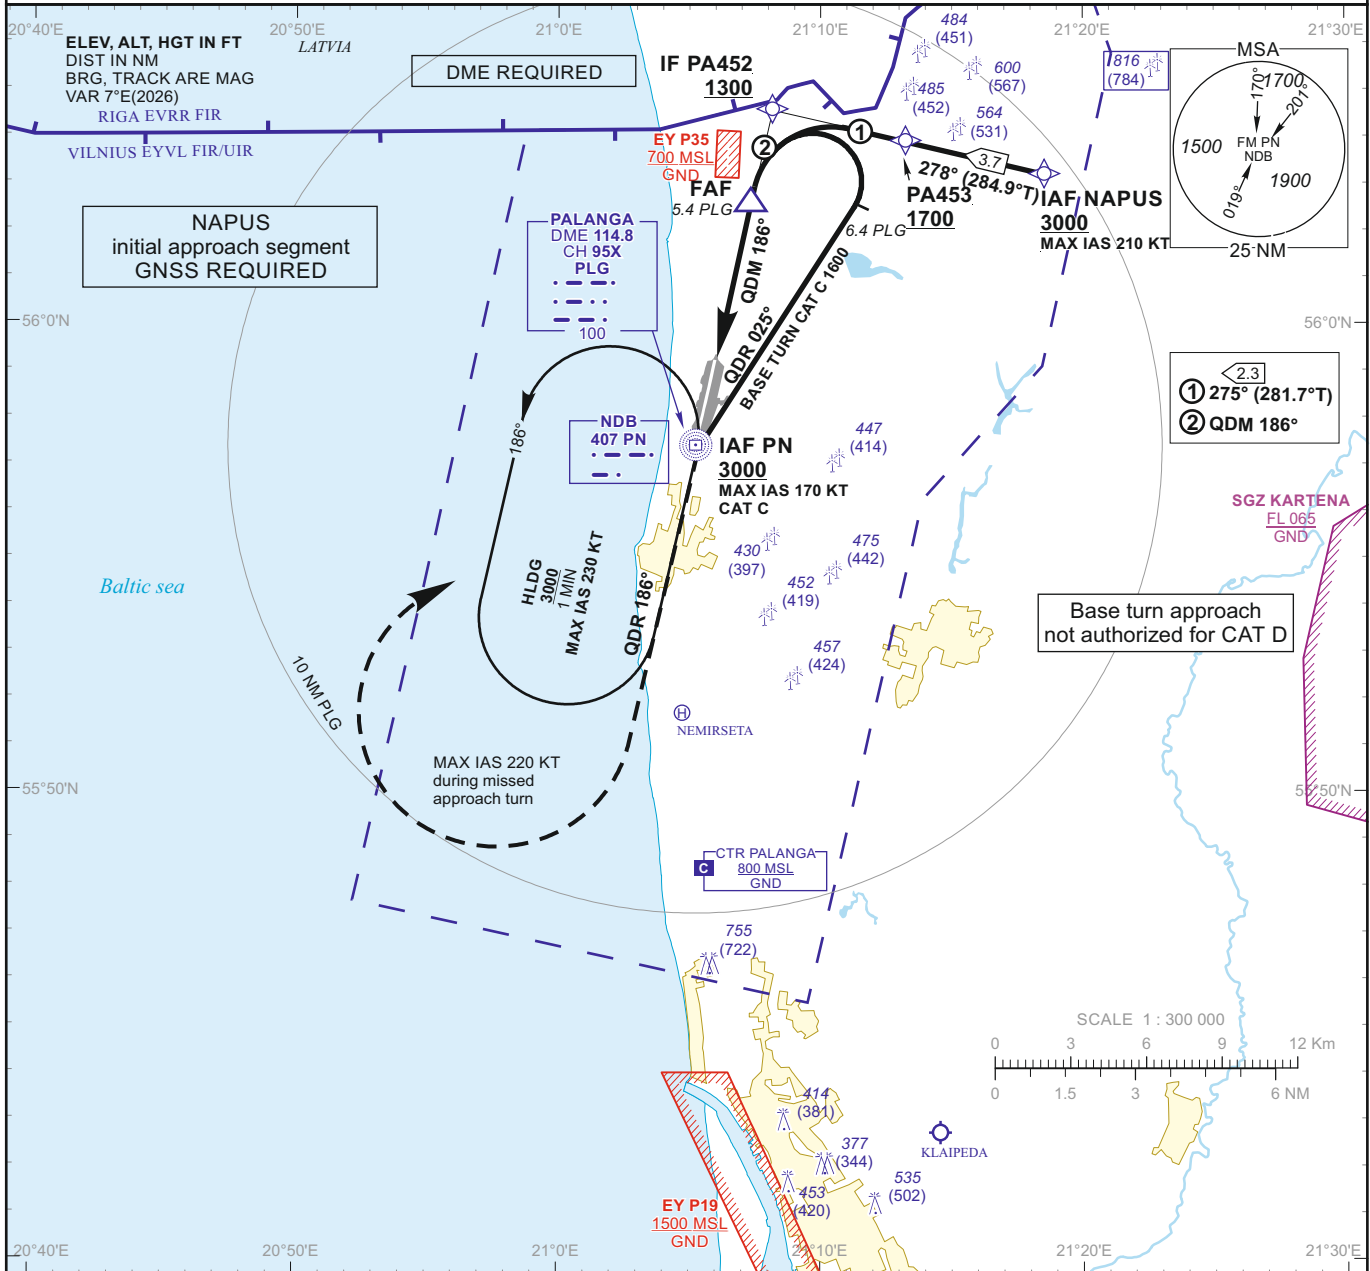 20°40'E
20°50'E
21°0'E
21°10'E
21°20'E
21°30'E
ELEV, ALT, HGT IN FT
DIST IN NM
BRG, TRACK ARE MAG
VAR 7°E(2026)
LATVIA
RIGA EVRR FIR
VILNIUS EYVL FIR/UIR
DME REQUIRED
IF PA452
1300
484
(451)
600
(567)
485
(452)
564
(531)
816
(784)
MSA
170°
1700
201°
1500
FM PN
NDB
1900
019°
25 NM
EY P35
700 MSL
GND
FAF
5.4 PLG
1
2
3.7
278° (284.9°T)
PA453
1700
IAF NAPUS
3000
MAX IAS 210 KT
6.4 PLG
NAPUS
initial approach segment
GNSS REQUIRED
PALANGA
DME 114.8
CH 95X
PLG
100
QDM 186°
QDR 025°
BASE TURN CAT C 1600
56°0'N
56°0'N
2.3
1 275° (281.7°T)
2 QDM 186°
186°
NDB
407 PN
IAF PN
3000
MAX IAS 170 KT
CAT C
447
(414)
SGZ KARTENA
FL 065
GND
430
(397)
475
(442)
452
(419)
457
(424)
Baltic sea
HLDG
3000
1 MIN
MAX IAS 230 KT
QDR 186°
Base turn approach
not authorized for CAT D
10 NM PLG
H
NEMIRSETA
MAX IAS 220 KT
during missed
approach turn
55°50'N
55°50'N
C
CTR PALANGA
800 MSL
GND
755
(722)
SCALE 1 : 300 000
0 3 6 9 12 Km
0 1.5 3 6 NM
414
(381)
377
(344)
KLAIPEDA
453
(420)
535
(502)
EY P19
1500 MSL
GND
20°40'E
20°50'E
21°0'E
21°10'E
21°20'E
21°30'E